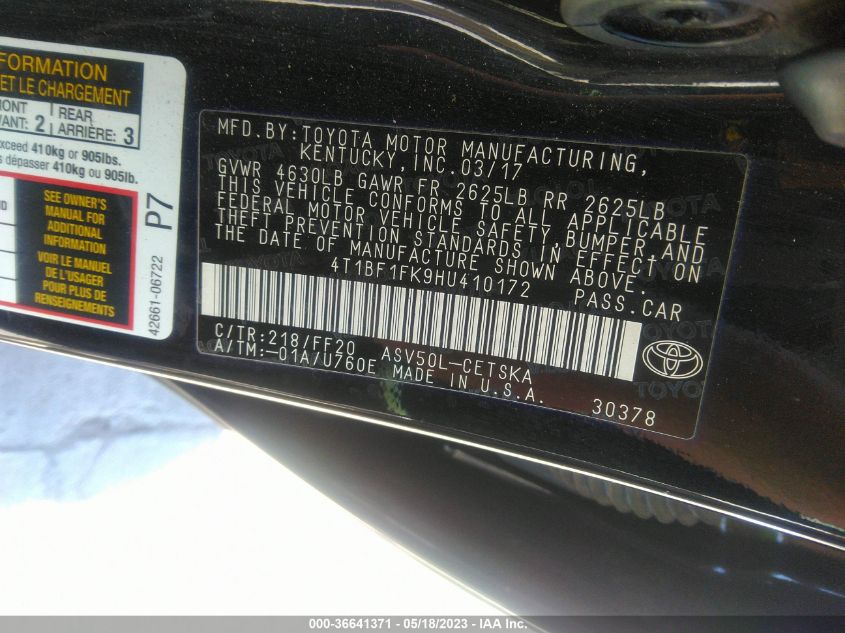 FORMATION
ET LE CHARGEMENT
2
REAR
ARRIÈRE: 3
exceed 410kg or 905lbs.
dépasser 410kg ou 905lb.
SEE OWNER'S
MANUAL FOR
ADDITIONAL
INFORMATION
VOIR LE MANUEL
DE L'USAGER
POUR PLUS DE
RENSEIGNEMENTS
P7
42661-06722
MFD.BY:TOYOTA MOTOR MANUFACTURING,
KENTUCKY,INC.03/17
GVWR 4630LB GAWR FR 2625LB RR 2625LB
THIS VEHICLE CONFORMS TO ALL APPLICABLE
FEDERAL MOTOR VEHICLE SAFETY,BUMPER,AND
THEFT PREVENTION STANDARDS IN EFFECT ON
THE DATE OF MANUFACTURE SHOWN ABOVE.
4T1BF1FK9HU410172 PASS.CAR
C/TR:218/FF20 ASV50L-CETSKA
A/TM:-01A/U760E MADE IN U.S.A.
30378
TOYOTA
000-36641371 - 05/18/2023 - IAA Inc.